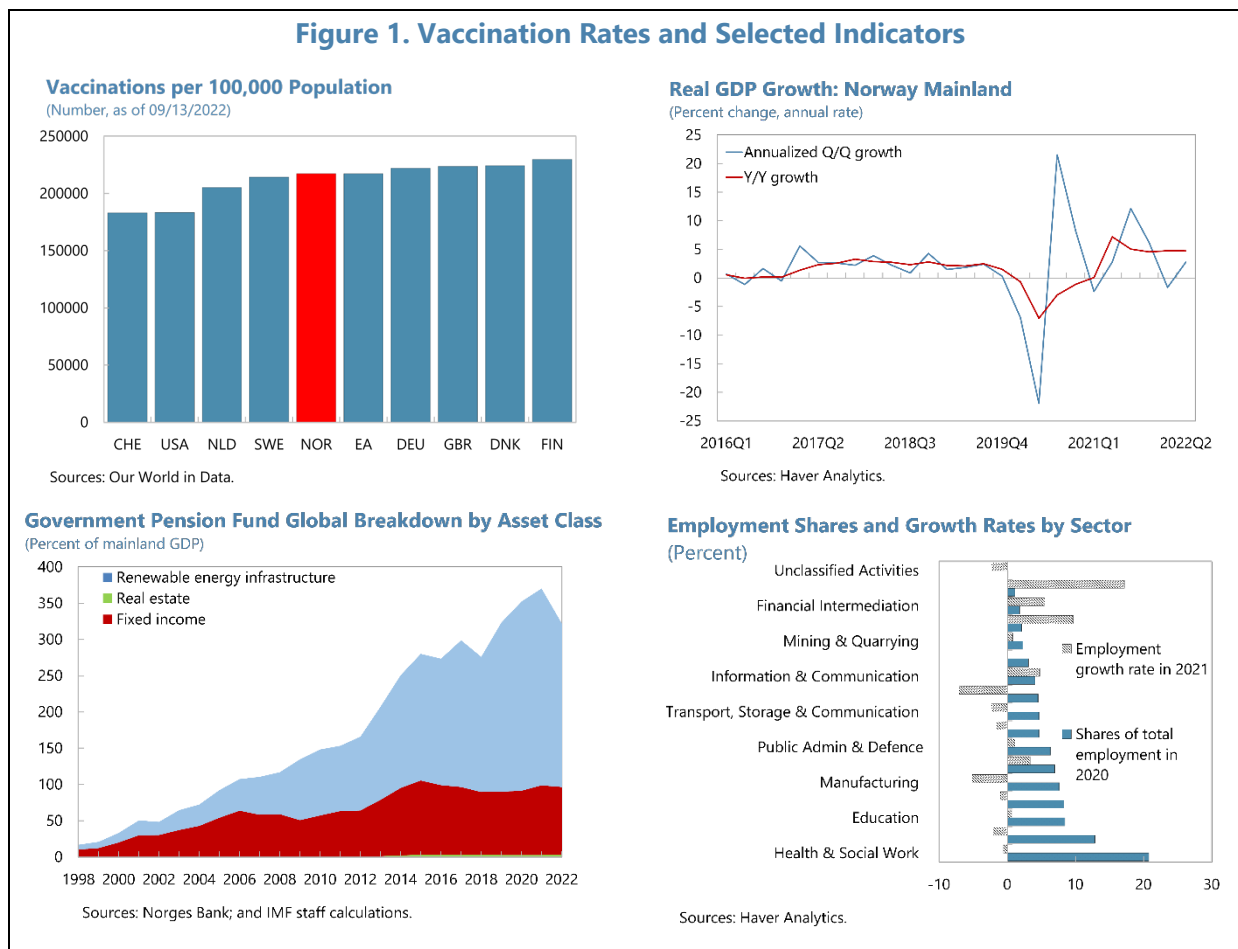 Figure 1. Vaccination Rates and Selected Indicators
Vaccinations per 100,000 Population
(Number, as of 09/13/2022)
250000
200000
150000
100000
50000
0
CHE USA NLD SWE NOR EA DEU GBR DNK FIN
Sources: Our World in Data.
Real GDP Growth: Norway Mainland
(Percent change, annual rate)
25
20
15
10
5
0
-5
-10
-15
-20
-25
Annualized Q/Q growth
Y/Y growth
2016Q1 2017Q2 2018Q3 2019Q4 2021Q1 2022Q2
Sources: Haver Analytics.
Government Pension Fund Global Breakdown by Asset Class
(Percent of mainland GDP)
400
350
300
250
200
150
100
50
0
Renewable energy infrastructure
Real estate
Fixed income
1998 2000 2002 2004 2006 2008 2010 2012 2014 2016 2018 2020 2022
Sources: Norges Bank; and IMF staff calculations.
Employment Shares and Growth Rates by Sector
(Percent)
Unclassified Activities
Financial Intermediation
Mining & Quarrying
Information & Communication
Transport, Storage & Communication
Public Admin & Defence
Manufacturing
Education
Health & Social Work
Employment
growth rate in 2021
Shares of total
employment in
2020
-10 0 10 20 30
Sources: Haver Analytics.